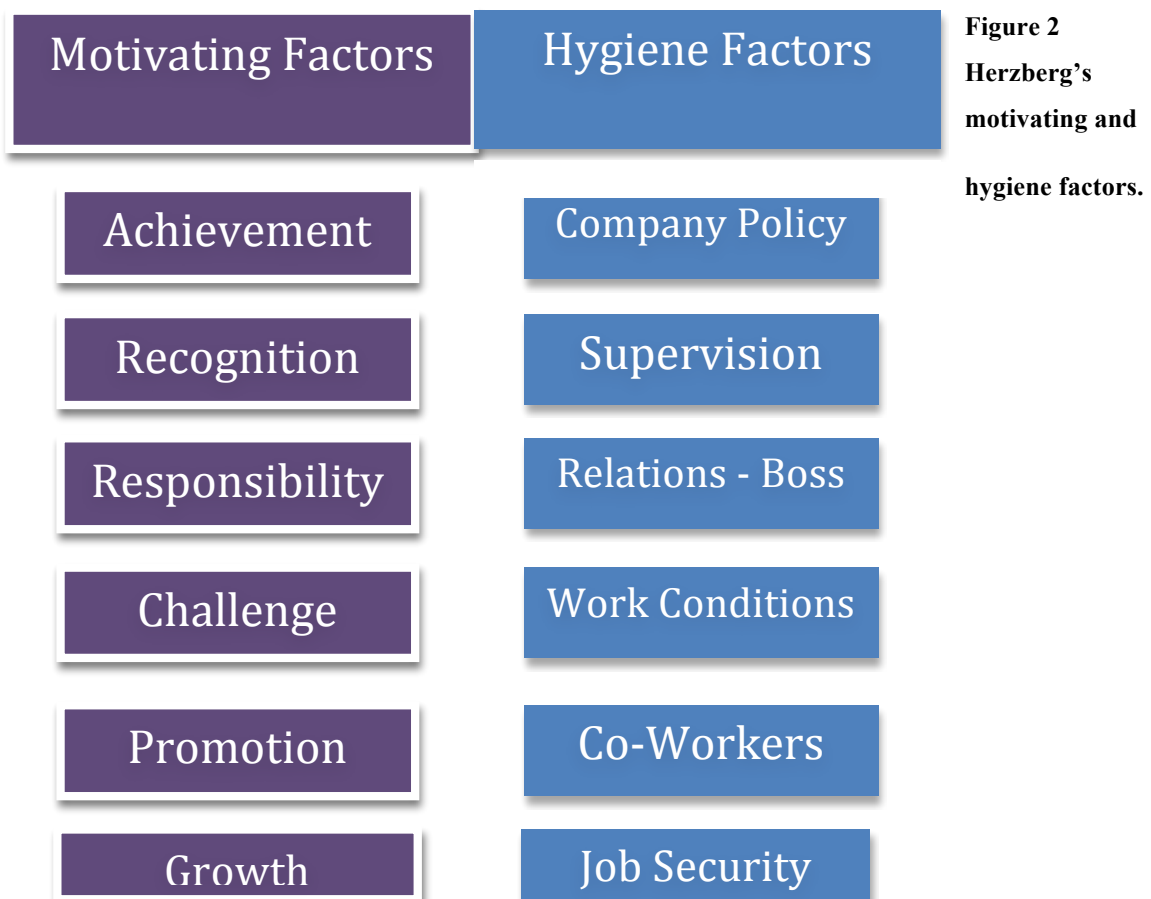 Motivating Factors
Achievement
Recognition
Responsibility
Challenge
Promotion
Growth
Hygiene Factors
Company Policy
Supervision
Relations - Boss
Work Conditions
Co-Workers
Job Security
Figure 2
Herzberg’s
motivating and
hygiene factors.